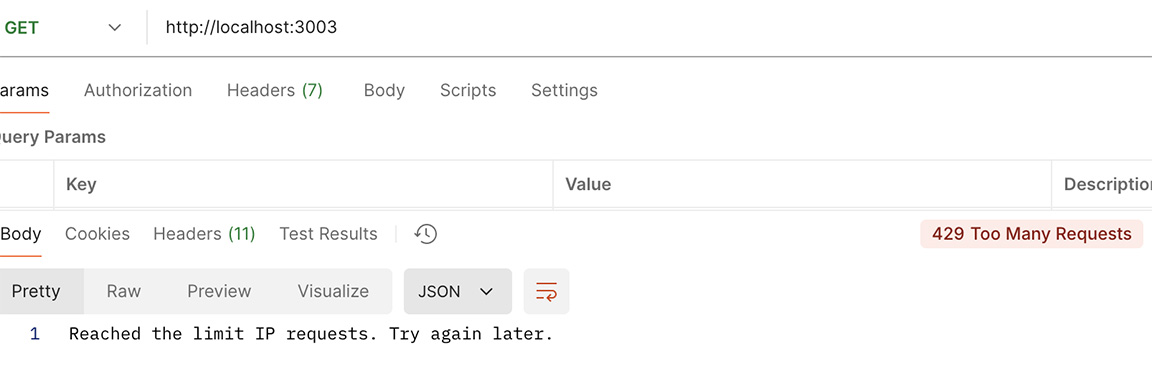 GET http://localhost:3003
arams Authorization Headers (7) Body Scripts Settings
uery Params
Key Value Descriptio
Body Cookies Headers (11) Test Results 429 Too Many Requests
Pretty Raw Preview Visualize JSON
1 Reached the limit IP requests. Try again later.